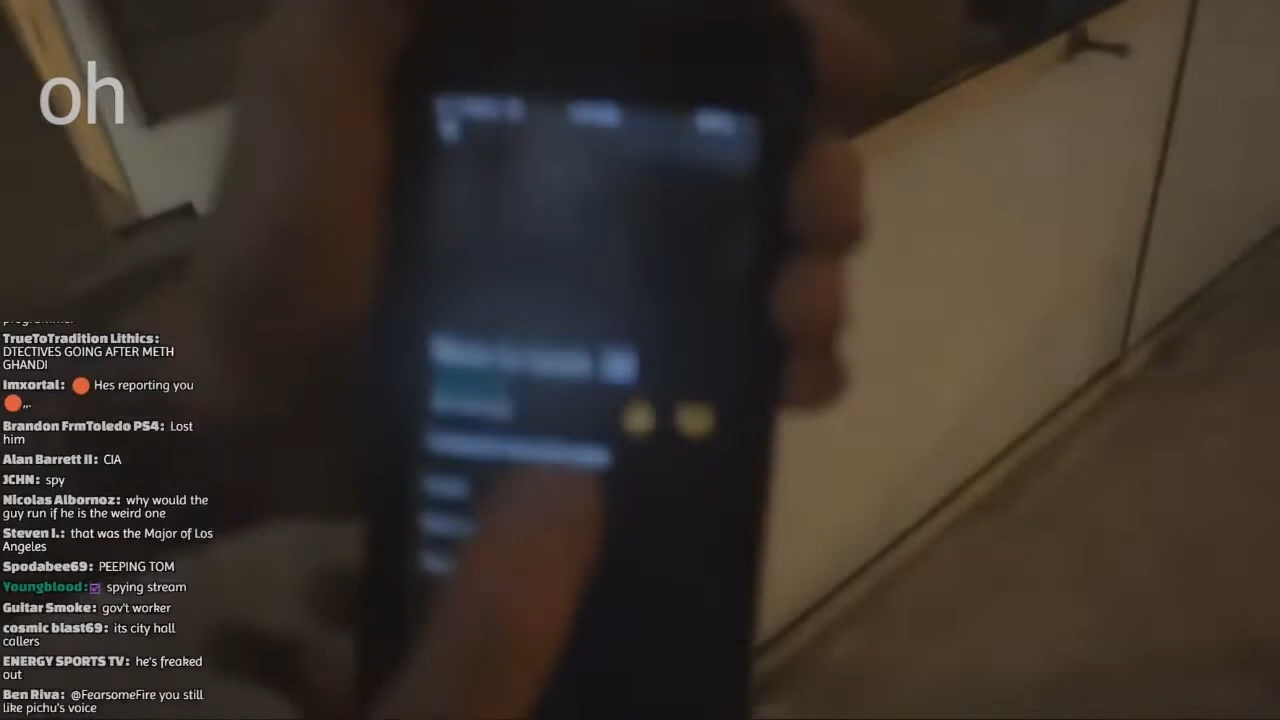 oh
TrueToTradition Lithics:
DTECTIVES GOING AFTER METH
GHANDI
Imxortal: Hes reporting you
,,.
Brandon FrmToledo PS4: Lost
him
Alan Barrett II: CIA
JCHN: spy
Nicolas Albornoz: why would the
guy run if he is the weird one
Steven I.: that was the Major of Los
Angeles
Spodabee69: PEEPING TOM
Youngblood: spying stream
Guitar Smoke: gov't worker
cosmic blast69: its city hall
callers
ENERGY SPORTS TV: he's freaked
out
Ben Riva: @FearsomeFire you still
like pichu's voice